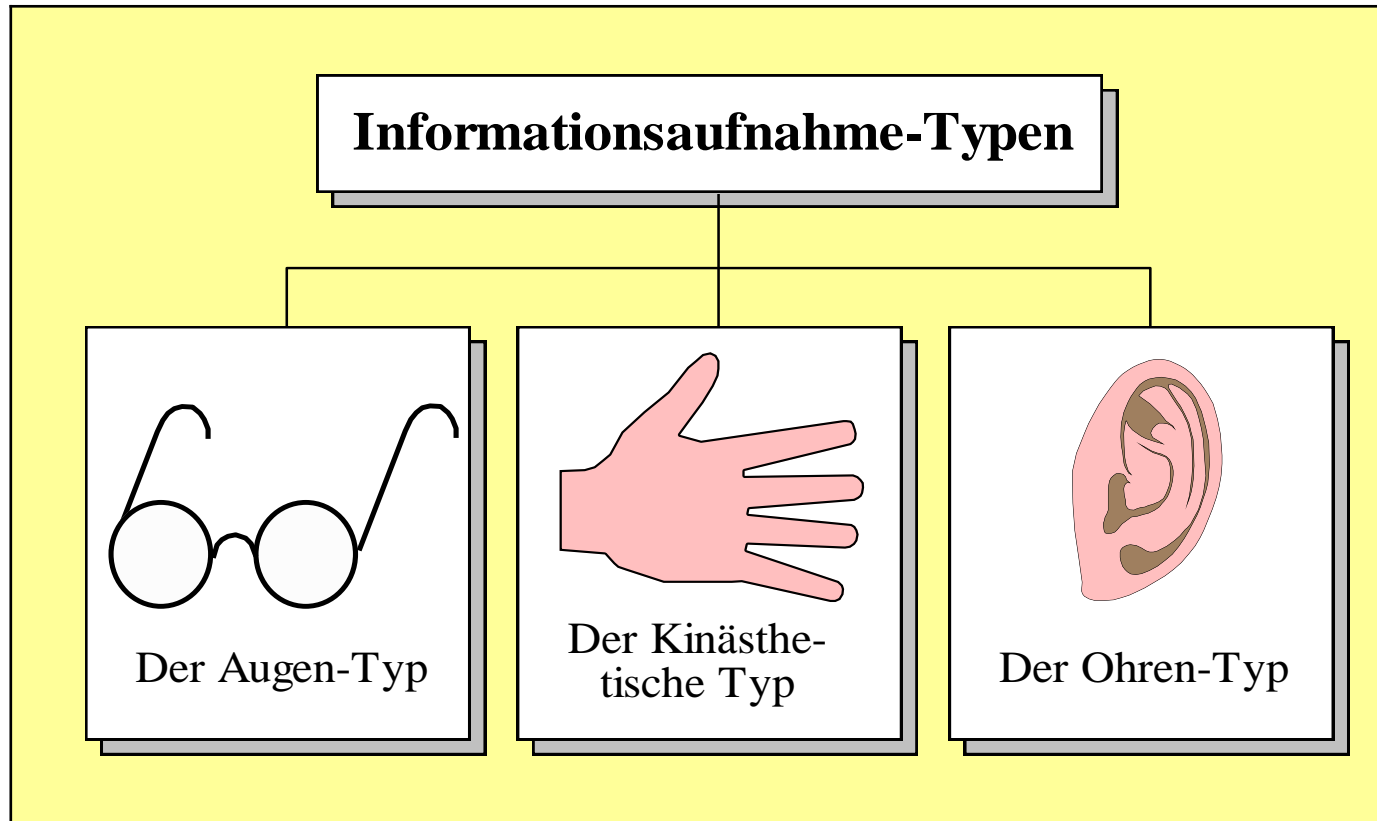 Informationsaufnahme-Typen
Der Augen-Typ
Der Kinästhe-
tische Typ
Der Ohren-Typ